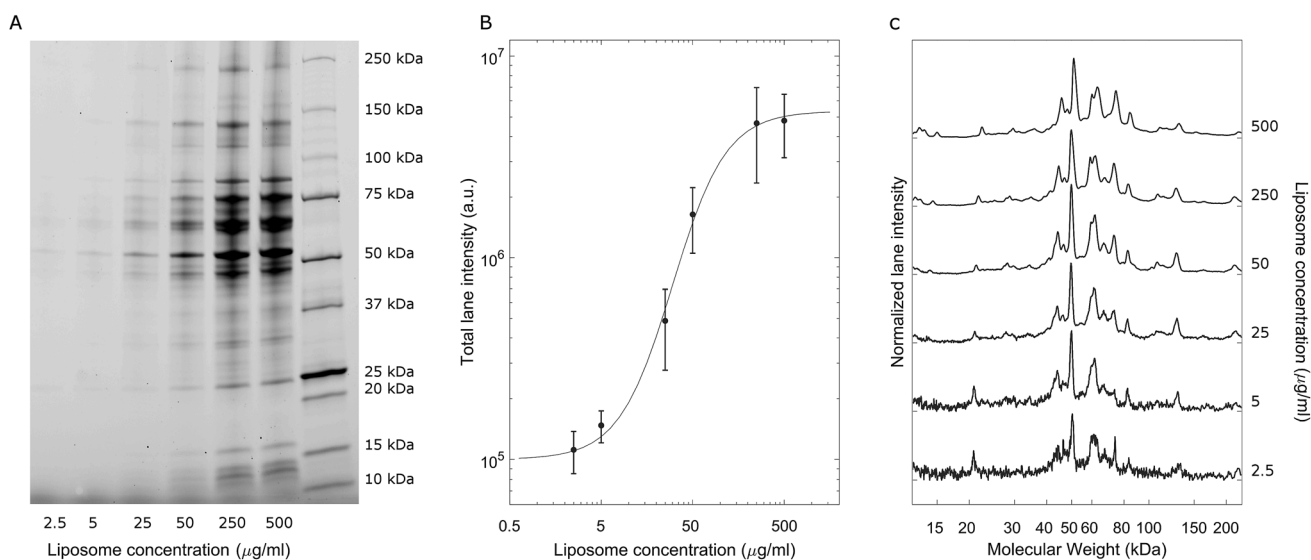 A
250 kDa
150 kDa
100 kDa
75 kDa
50 kDa
37 kDa
25 kDa
20 kDa
15 kDa
10 kDa
2.5 5 25 50 250 500
Liposome concentration (μg/ml)
B
10⁷
10⁶
10⁵
Total lane intensity (a.u.)
0.5 5 50 500
Liposome concentration (μg/ml)
c
Normalized lane intensity
500
250
50
25
5
2.5
Liposome concentration (μg/ml)
15 20 30 40 50 60 80 100 150 200
Molecular Weight (kDa)